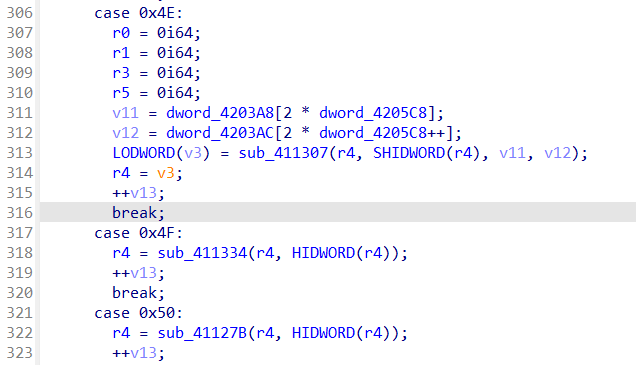 306 case 0x4E:
307 r0 = 0i64;
308 r1 = 0i64;
309 r3 = 0i64;
310 r5 = 0i64;
311 v11 = dword_4203A8[2 * dword_4205C8];
312 v12 = dword_4203AC[2 * dword_4205C8++];
313 LODWORD(v3) = sub_411307(r4, SHIDWORD(r4), v11, v12);
314 r4 = v3;
315 ++v13;
316 break;
317 case 0x4F:
318 r4 = sub_411334(r4, HIDWORD(r4));
319 ++v13;
320 break;
321 case 0x50:
322 r4 = sub_41127B(r4, HIDWORD(r4));
323 ++v13;